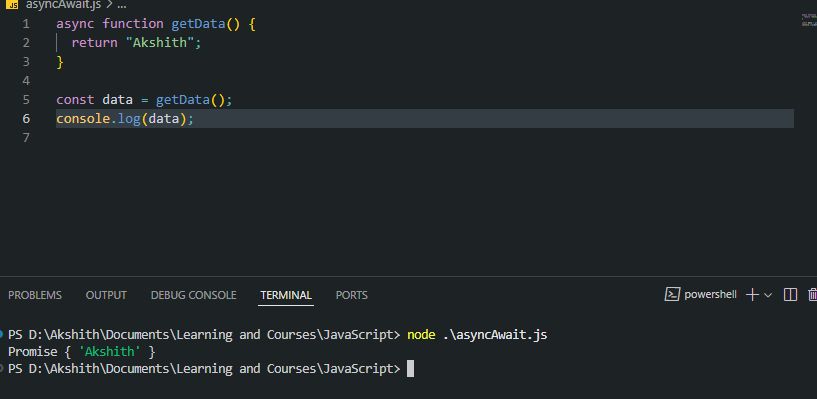 JS asyncAwait.js > ...
1 async function getData() {
2 return "Akshith";
3 }
4
5 const data = getData();
6 console.log(data);
7
PROBLEMS OUTPUT DEBUG CONSOLE TERMINAL PORTS powershell
PS D:\Akshith\Documents\Learning and Courses\JavaScript> node .\asyncAwait.js
Promise { 'Akshith' }
PS D:\Akshith\Documents\Learning and Courses\JavaScript>